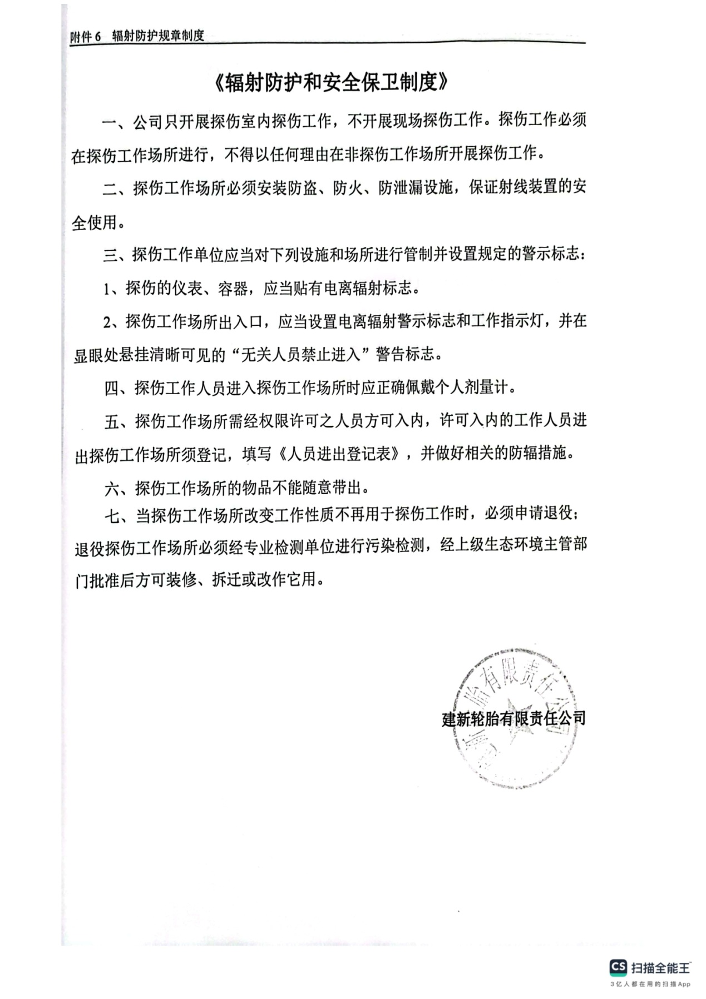 附件 6　辐射防护规章制度
《辐射防护和安全保卫制度》
一、公司只开展探伤室内探伤工作，不开展现场探伤工作。探伤工作必须
在探伤工作场所进行，不得以任何理由在非探伤工作场所开展探伤工作。
二、探伤工作场所必须安装防盗、防火、防泄漏设施，保证射线装置的安
全使用。
三、探伤工作单位应当对下列设施和场所进行管制并设置规定的警示标志：
1、探伤的仪表、容器，应当贴有电离辐射标志。
2、探伤工作场所出入口，应当设置电离辐射警示标志和工作指示灯，并在
显眼处悬挂清晰可见的“无关人员禁止进入”警告标志。
四、探伤工作人员进入探伤工作场所时应正确佩戴个人剂量计。
五、探伤工作场所需经权限许可之人员方可入内，许可入内的工作人员进
出探伤工作场所须登记，填写《人员进出登记表》，并做好相关的防辐措施。
六、探伤工作场所的物品不能随意带出。
七、当探伤工作场所改变工作性质不再用于探伤工作时，必须申请退役；
退役探伤工作场所必须经专业检测单位进行污染检测，经上级生态环境主管部
门批准后方可装修、拆迁或改作它用。
胎有限责任公司
建新轮胎有限责任公司
CS 扫描全能王
3亿人都在用的扫描App